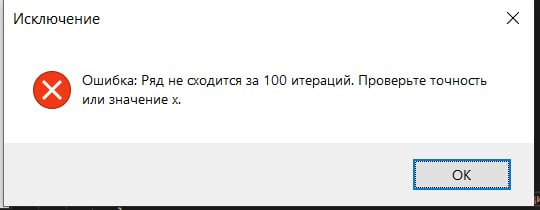 Исключение
Ошибка: Ряд не сходится за 100 итераций. Проверьте точность
или значение x.
OK